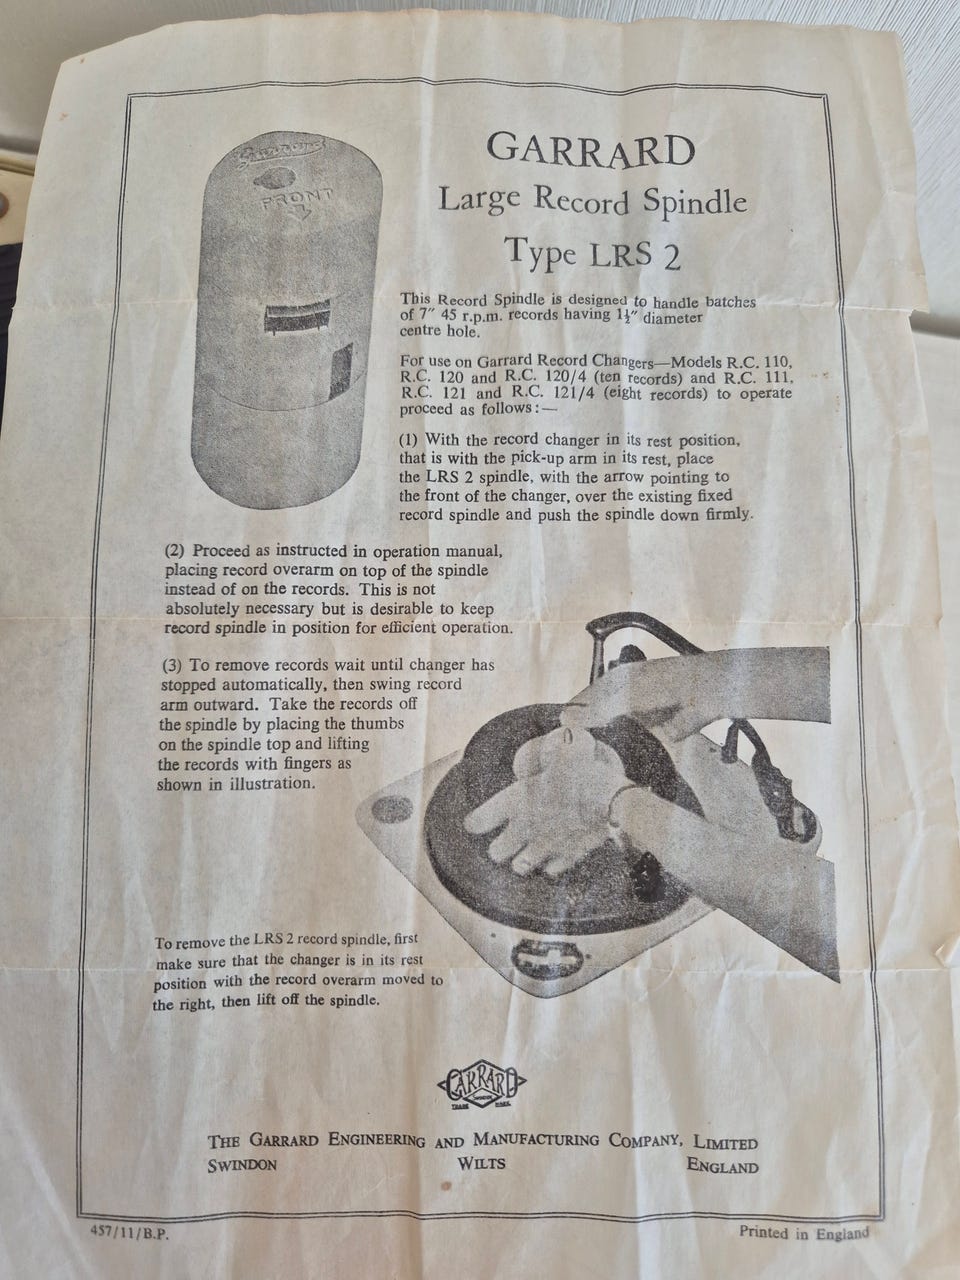 Garrard
FRONT
GARRARD
Large Record Spindle
Type LRS 2
This Record Spindle is designed to handle batches
of 7″ 45 r.p.m. records having 1½″ diameter
centre hole.
For use on Garrard Record Changers—Models R.C. 110,
R.C. 120 and R.C. 120/4 (ten records) and R.C. 111,
R.C. 121 and R.C. 121/4 (eight records) to operate
proceed as follows:—
(1) With the record changer in its rest position,
that is with the pick-up arm in its rest, place
the LRS 2 spindle, with the arrow pointing to
the front of the changer, over the existing fixed
record spindle and push the spindle down firmly.
(2) Proceed as instructed in operation manual,
placing record overarm on top of the spindle
instead of on the records. This is not
absolutely necessary but is desirable to keep
record spindle in position for efficient operation.
(3) To remove records wait until changer has
stopped automatically, then swing record
arm outward. Take the records off
the spindle by placing the thumbs
on the spindle top and lifting
the records with fingers as
shown in illustration.
To remove the LRS 2 record spindle, first
make sure that the changer is in its rest
position with the record overarm moved to
the right, then lift off the spindle.
GARRARD
SWINDON
TRADE MARK
THE GARRARD ENGINEERING AND MANUFACTURING COMPANY, LIMITED
SWINDON WILTS ENGLAND
457/11/B.P. Printed in England